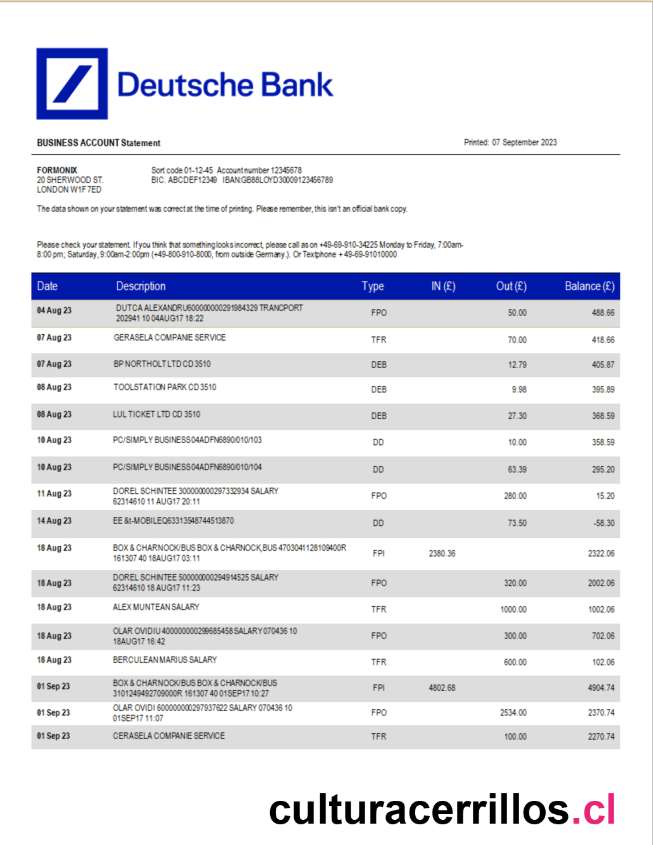 Deutsche Bank
BUSINESS ACCOUNT Statement Printed: 07 September 2023
FORMONIX Sort code 01-12-45 Account number 12345678
20 SHERWOOD ST. BIC. ABCDEF12349 IBAN:GB88LOYD30009123456789
LONDON W1F 7ED
The data shown on your statement was correct at the time of printing. Please remember, this isn't an official bank copy.
Please check your statement. If you think that something looks incorrect, please call as on +49-69-910-34225 Monday to Friday, 7:00am-
8:00 pm; Saturday, 9:00am-2:00pm (+49-800-910-8000, from outside Germany.). Or Textphone + 49-69-91010000
Date Description Type IN (£) Out (£) Balance (£)
04 Aug 23 DUTCA ALEXANDRU600000000291984329 TRANCPORT FPO 50.00 488.66
202941 10 04AUG17 18:22
07 Aug 23 GERASELA COMPANIE SERVICE TFR 70.00 418.66
07 Aug 23 BP NORTHOLT LTD CD 3510 DEB 12.79 405.87
08 Aug 23 TOOLSTATION PARK CD 3510 DEB 9.98 395.89
08 Aug 23 LUL TICKET LTD CD 3510 DEB 27.30 368.59
10 Aug 23 PC/SIMPLY BUSINESS04ADFN6890/010/103 DD 10.00 358.59
10 Aug 23 PC/SIMPLY BUSINESS04ADFN6890/010/104 DD 63.39 295.20
11 Aug 23 DOREL SCHINTEE 300000000297332934 SALARY FPO 280.00 15.20
62314610 11 AUG17 20:11
14 Aug 23 EE &t-MOBILEQ63313548744513870 DD 73.50 -58.30
18 Aug 23 BOX & CHARNOCK/BUS BOX & CHARNOCK,BUS 4703041128109400R FPI 2380.36 2322.06
161307 40 18AUG17 03:11
18 Aug 23 DOREL SCHINTEE 500000000294914525 SALARY FPO 320.00 2002.06
62314610 18 AUG17 11:23
18 Aug 23 ALEX MUNTEAN SALARY TFR 1000.00 1002.06
18 Aug 23 OLAR OVIDIU 400000000299685458 SALARY 070436 10 FPO 300.00 702.06
18AUG17 16:42
18 Aug 23 BERCULEAN MARIUS SALARY TFR 600.00 102.06
01 Sep 23 BOX & CHARNOCK/BUS BOX & CHARNOCK/BUS FPI 4802.68 4904.74
3101249492709000R 161307 40 01SEP17 10:27
01 Sep 23 OLAR OVIDI 600000000297937622 SALARY 070436 10 FPO 2534.00 2370.74
01SEP17 11:07
01 Sep 23 CERASELA COMPANIE SERVICE TFR 100.00 2270.74
culturacerrillos.cl